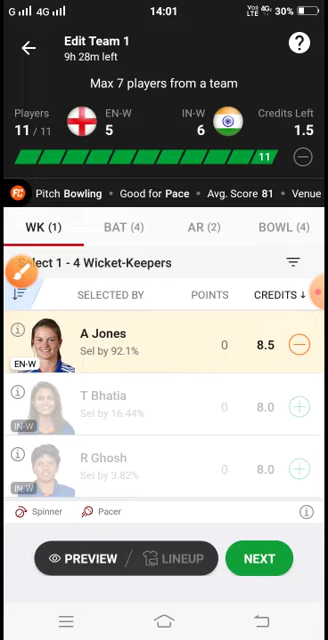 G 4G 14:01 Vo) 4G LTE 30%
Edit Team 1
9h 28m left
?
Max 7 players from a team
Players EN-W IN-W Credits Left
11 / 11 5 6 1.5
11
FC Pitch Bowling • Good for Pace • Avg. Score 81 • Venue
WK (1) BAT (4) AR (2) BOWL (4)
Select 1 - 4 Wicket-Keepers
SELECTED BY POINTS CREDITS ↓
A Jones
Sel by 92.1% 0 8.5
EN-W
T Bhatia
Sel by 16.44% 0 8.0
IN-W
R Ghosh
Sel by 3.82% 0 8.0
IN-W
Spinner Pacer
PREVIEW / LINEUP NEXT